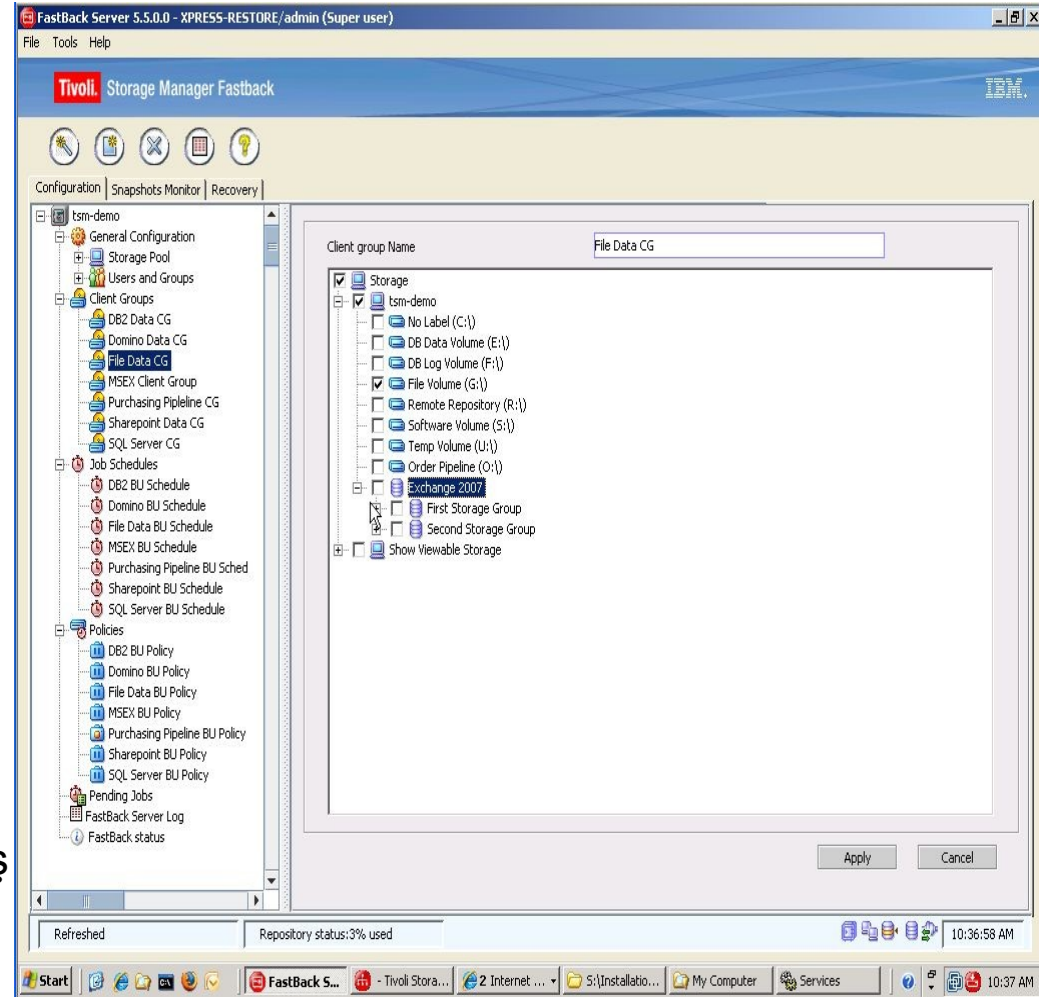 FastBack Server 5.5.0.0 - XPRESS-RESTORE/admin (Super user)
File Tools Help
Tivoli. Storage Manager Fastback
IBM.
Configuration Snapshots Monitor Recovery
tsm-demo
General Configuration
Storage Pool
Users and Groups
Client Groups
DB2 Data CG
Domino Data CG
File Data CG
MSEX Client Group
Purchasing Pipleline CG
Sharepoint Data CG
SQL Server CG
Job Schedules
DB2 BU Schedule
Domino BU Schedule
File Data BU Schedule
MSEX BU Schedule
Purchasing Pipeline BU Sched
Sharepoint BU Schedule
SQL Server BU Schedule
Policies
DB2 BU Policy
Domino BU Policy
File Data BU Policy
MSEX BU Policy
Purchasing Pipeline BU Policy
Sharepoint BU Policy
SQL Server BU Policy
Pending Jobs
FastBack Server Log
FastBack status
Client group Name File Data CG
Storage
tsm-demo
No Label (C:\)
DB Data Volume (E:\)
DB Log Volume (F:\)
File Volume (G:\)
Remote Repository (R:\)
Software Volume (S:\)
Temp Volume (U:\)
Order Pipeline (O:\)
Exchange 2007
First Storage Group
Second Storage Group
Show Viewable Storage
Apply Cancel
ş
Refreshed Repository status:3% used 10:36:58 AM
Start FastBack S... - Tivoli Stora... 2 Internet ... S:\Installatio... My Computer Services 10:37 AM